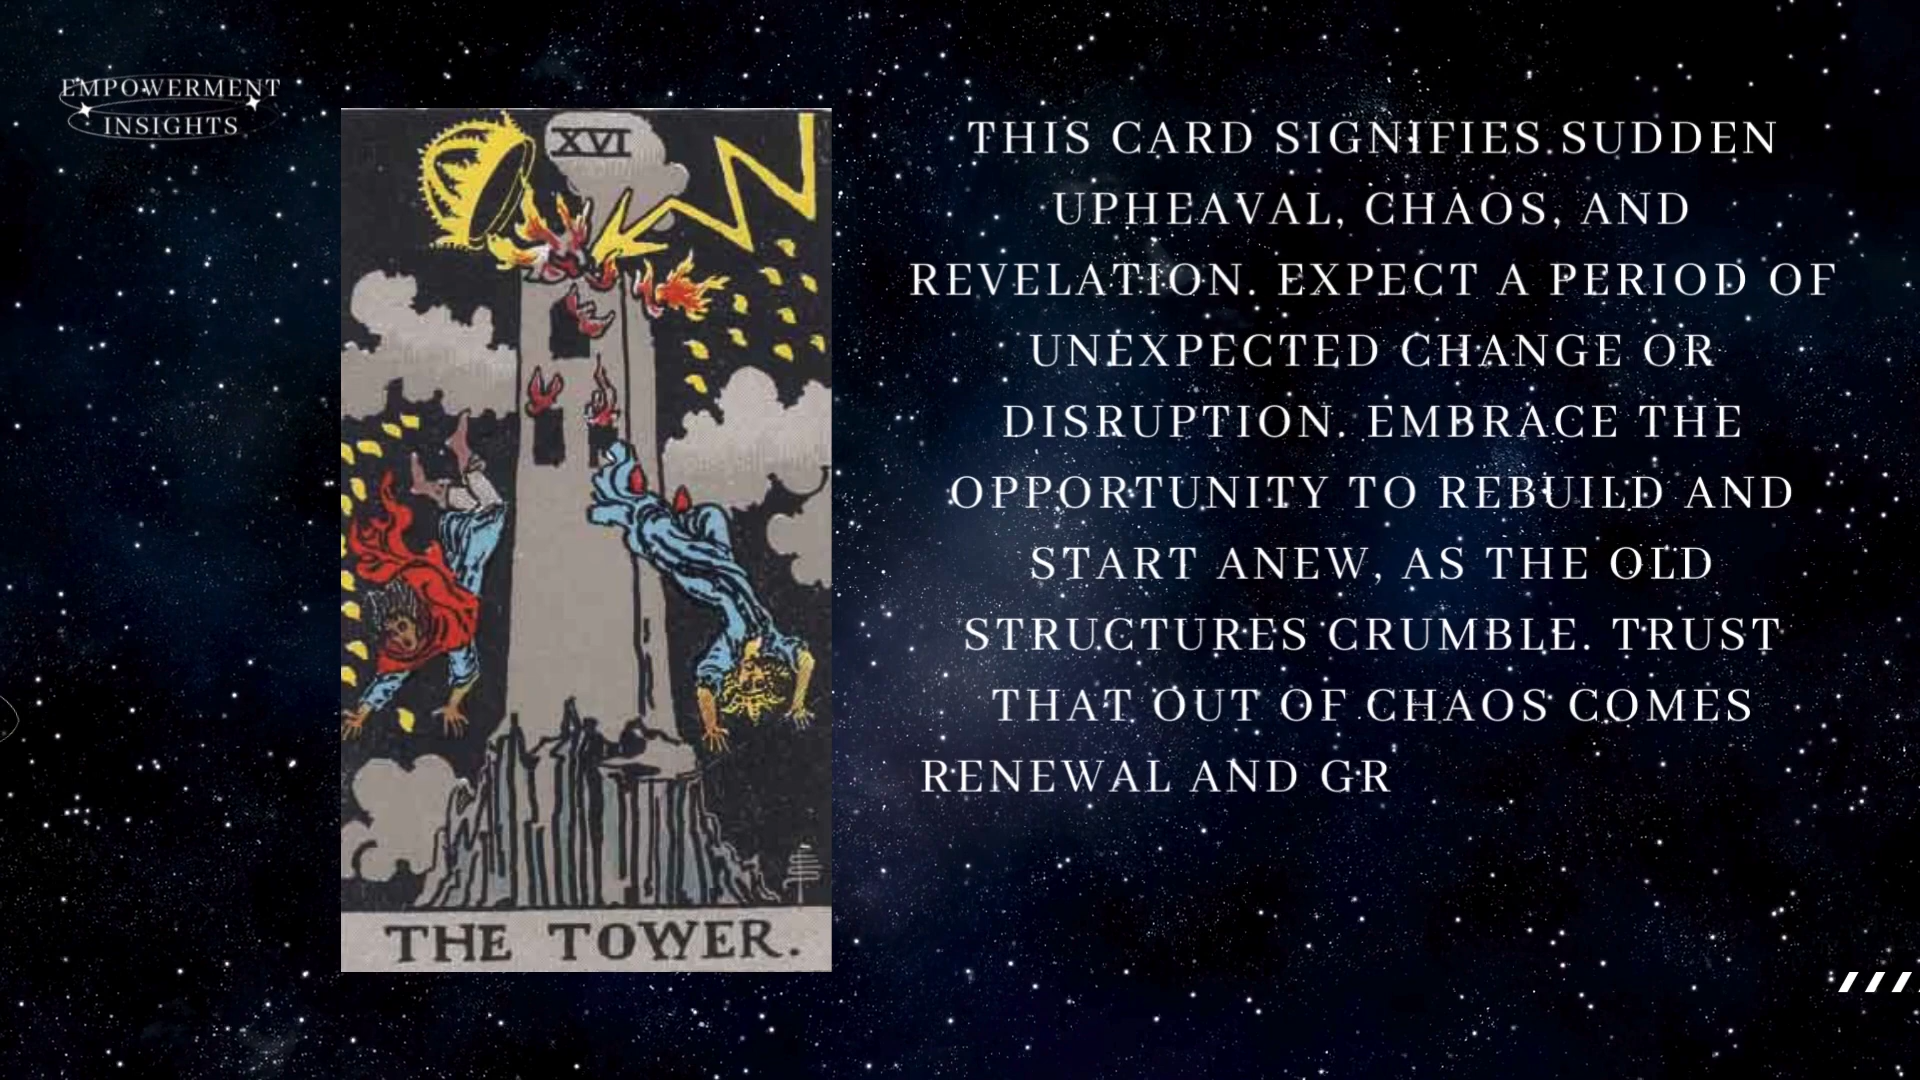 EMPOWERMENT
INSIGHTS
XVI
THE TOWER.
THIS CARD SIGNIFIES SUDDEN
UPHEAVAL, CHAOS, AND
REVELATION. EXPECT A PERIOD OF
UNEXPECTED CHANGE OR
DISRUPTION. EMBRACE THE
OPPORTUNITY TO REBUILD AND
START ANEW, AS THE OLD
STRUCTURES CRUMBLE. TRUST
THAT OUT OF CHAOS COMES
RENEWAL AND GR